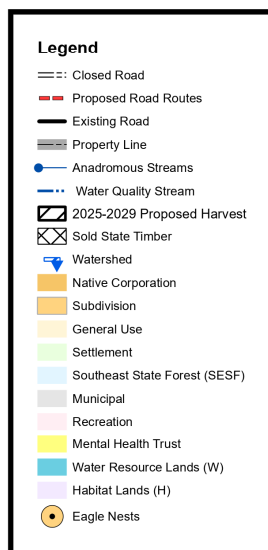 Legend
Closed Road
Proposed Road Routes
Existing Road
Property Line
Anadromous Streams
Water Quality Stream
2025-2029 Proposed Harvest
Sold State Timber
Watershed
Native Corporation
Subdivision
General Use
Settlement
Southeast State Forest (SESF)
Municipal
Recreation
Mental Health Trust
Water Resource Lands (W)
Habitat Lands (H)
Eagle Nests